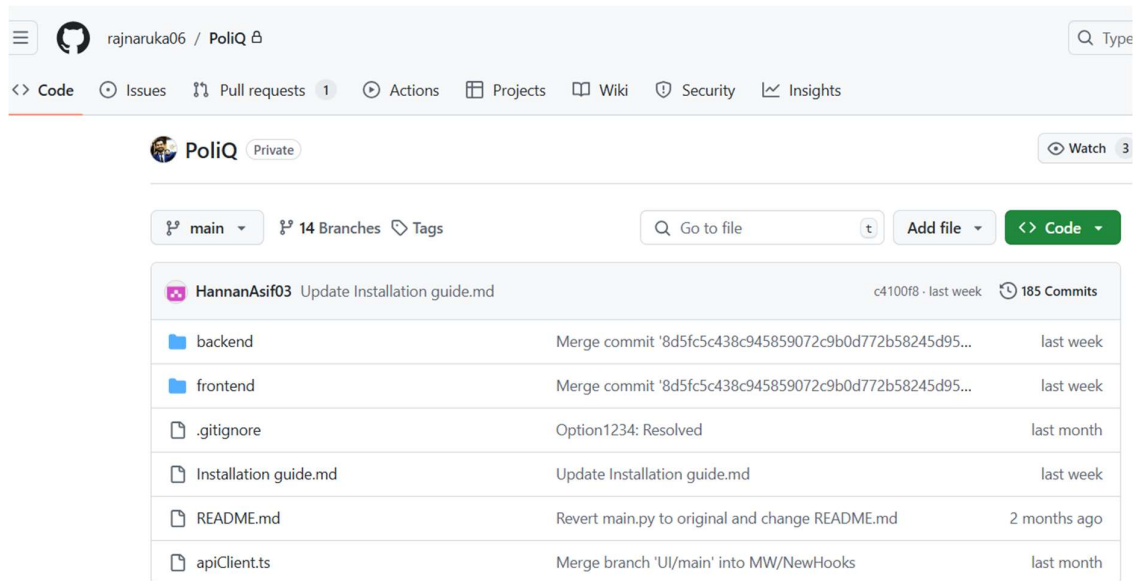 rajnaruka06 / PoliQ
Type
Code Issues Pull requests 1 Actions Projects Wiki Security Insights
PoliQ Private
Watch 3
main 14 Branches Tags
Go to file t
Add file
Code
HannanAsif03 Update Installation guide.md c4100f8 · last week 185 Commits
backend Merge commit '8d5fc5c438c945859072c9b0d772b58245d95... last week
frontend Merge commit '8d5fc5c438c945859072c9b0d772b58245d95... last week
.gitignore Option1234: Resolved last month
Installation guide.md Update Installation guide.md last week
README.md Revert main.py to original and change README.md 2 months ago
apiClient.ts Merge branch 'UI/main' into MW/NewHooks last month